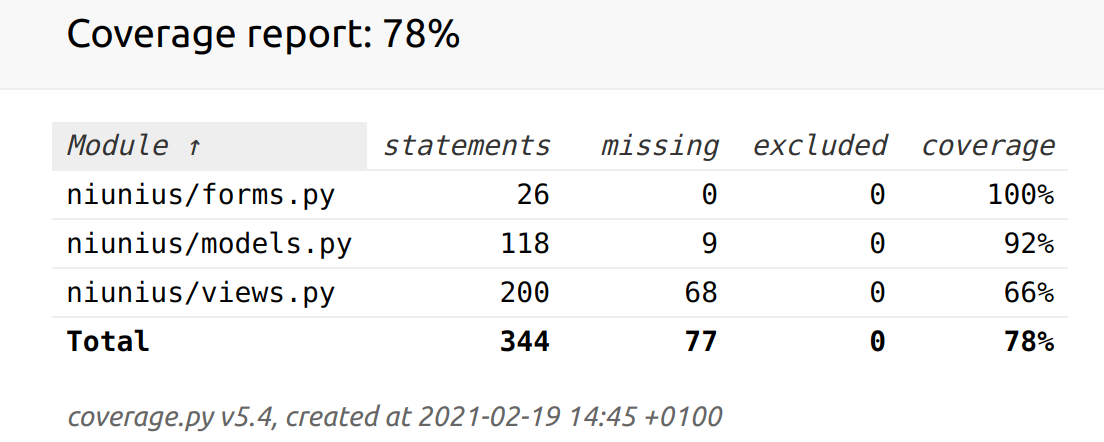 Coverage report: 78%
Module ↑ statements missing excluded coverage
niunius/forms.py 26 0 0 100%
niunius/models.py 118 9 0 92%
niunius/views.py 200 68 0 66%
Total 344 77 0 78%
coverage.py v5.4, created at 2021-02-19 14:45 +0100